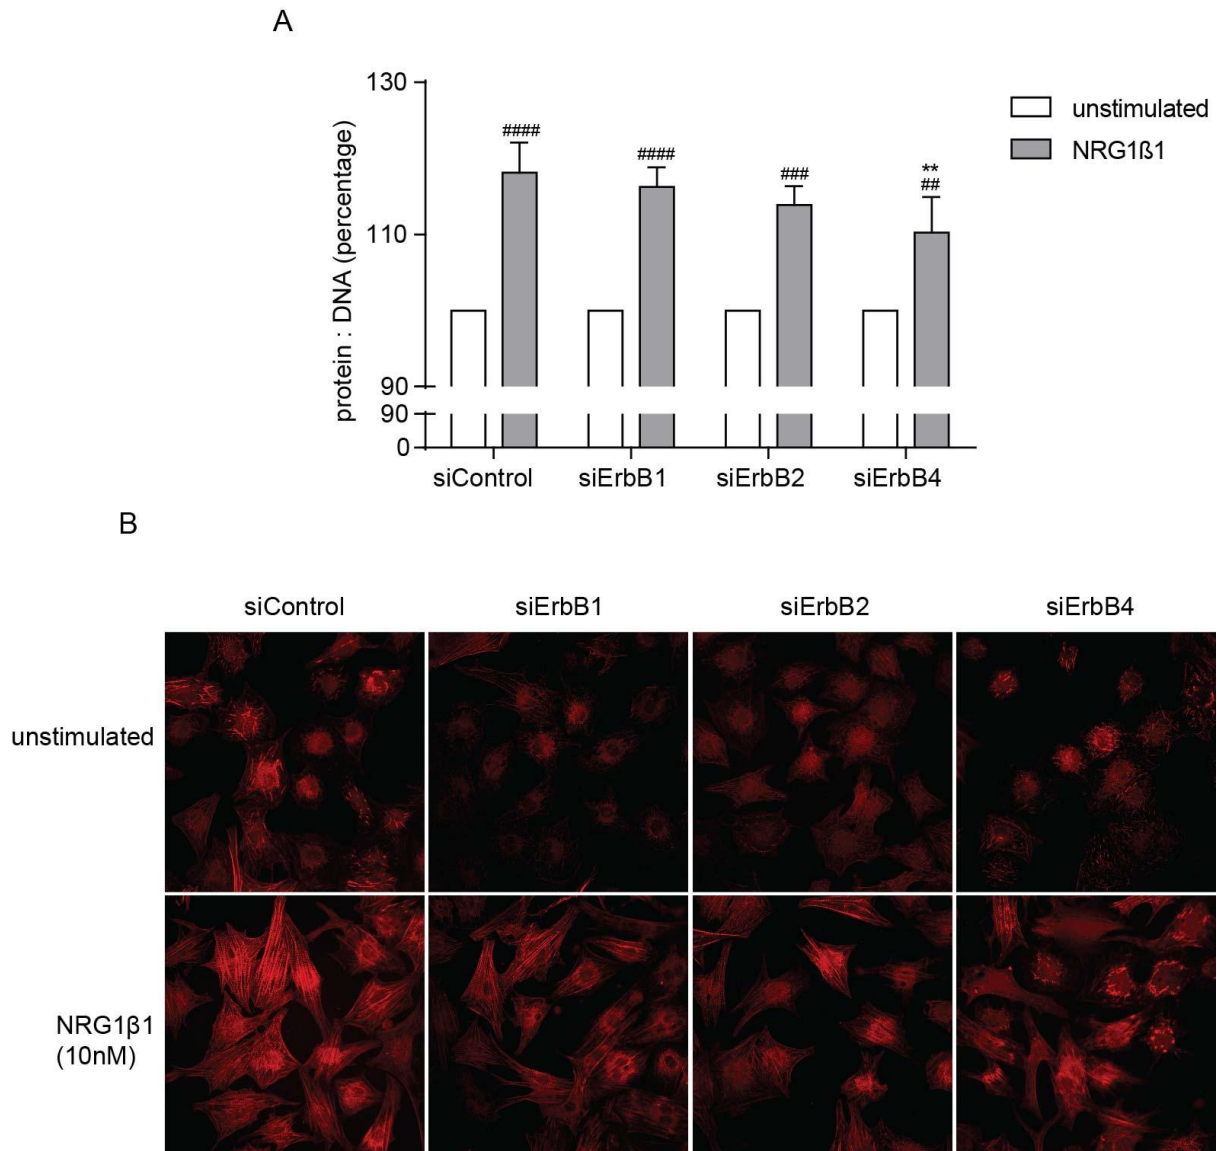 A
130
110
90
90
0
protein : DNA (percentage)
####
####
###
**
##
unstimulated
NRG1ß1
siControl
siErbB1
siErbB2
siErbB4
B
siControl
siErbB1
siErbB2
siErbB4
unstimulated
NRG1β1
(10nM)